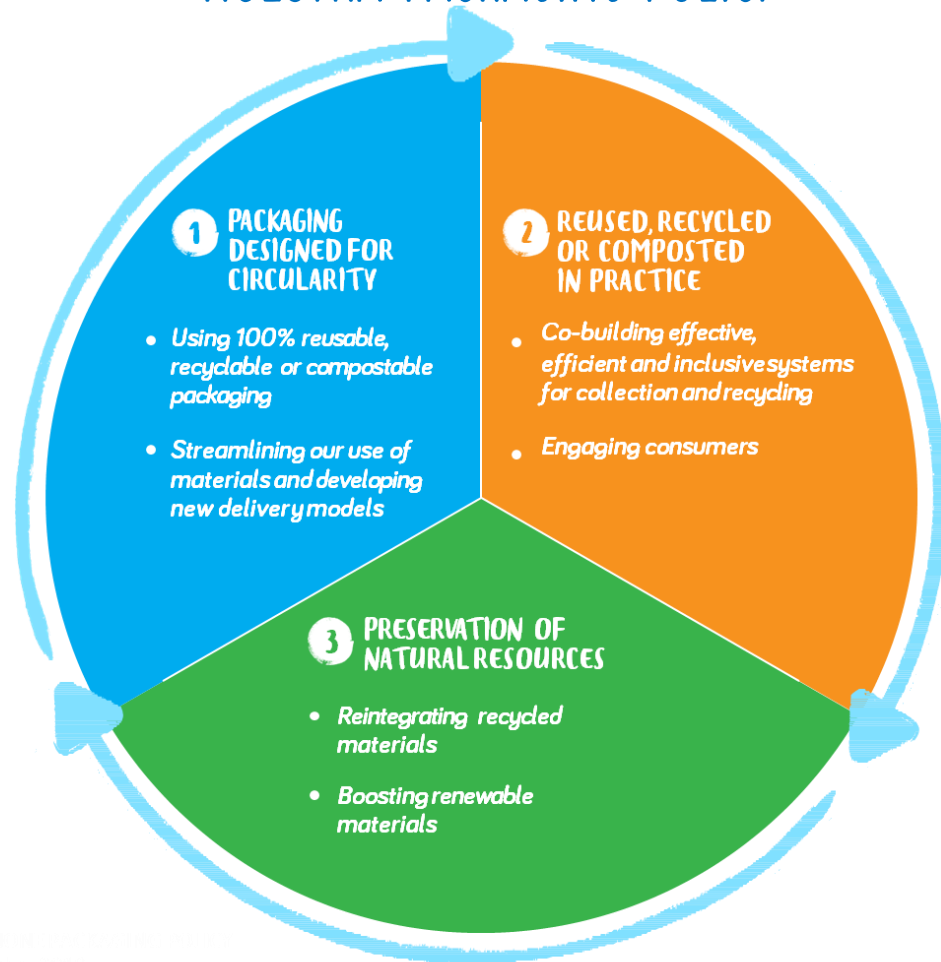 1 PACKAGING
DESIGNED FOR
CIRCULARITY
• Using 100% reusable,
recyclable or compostable
packaging
• Streamlining our use of
materials and developing
new delivery models
2 REUSED, RECYCLED
OR COMPOSTED
IN PRACTICE
• Co-building effective,
efficient and inclusive systems
for collection and recycling
• Engaging consumers
3 PRESERVATION OF
NATURAL RESOURCES
• Reintegrating recycled
materials
• Boosting renewable
materials